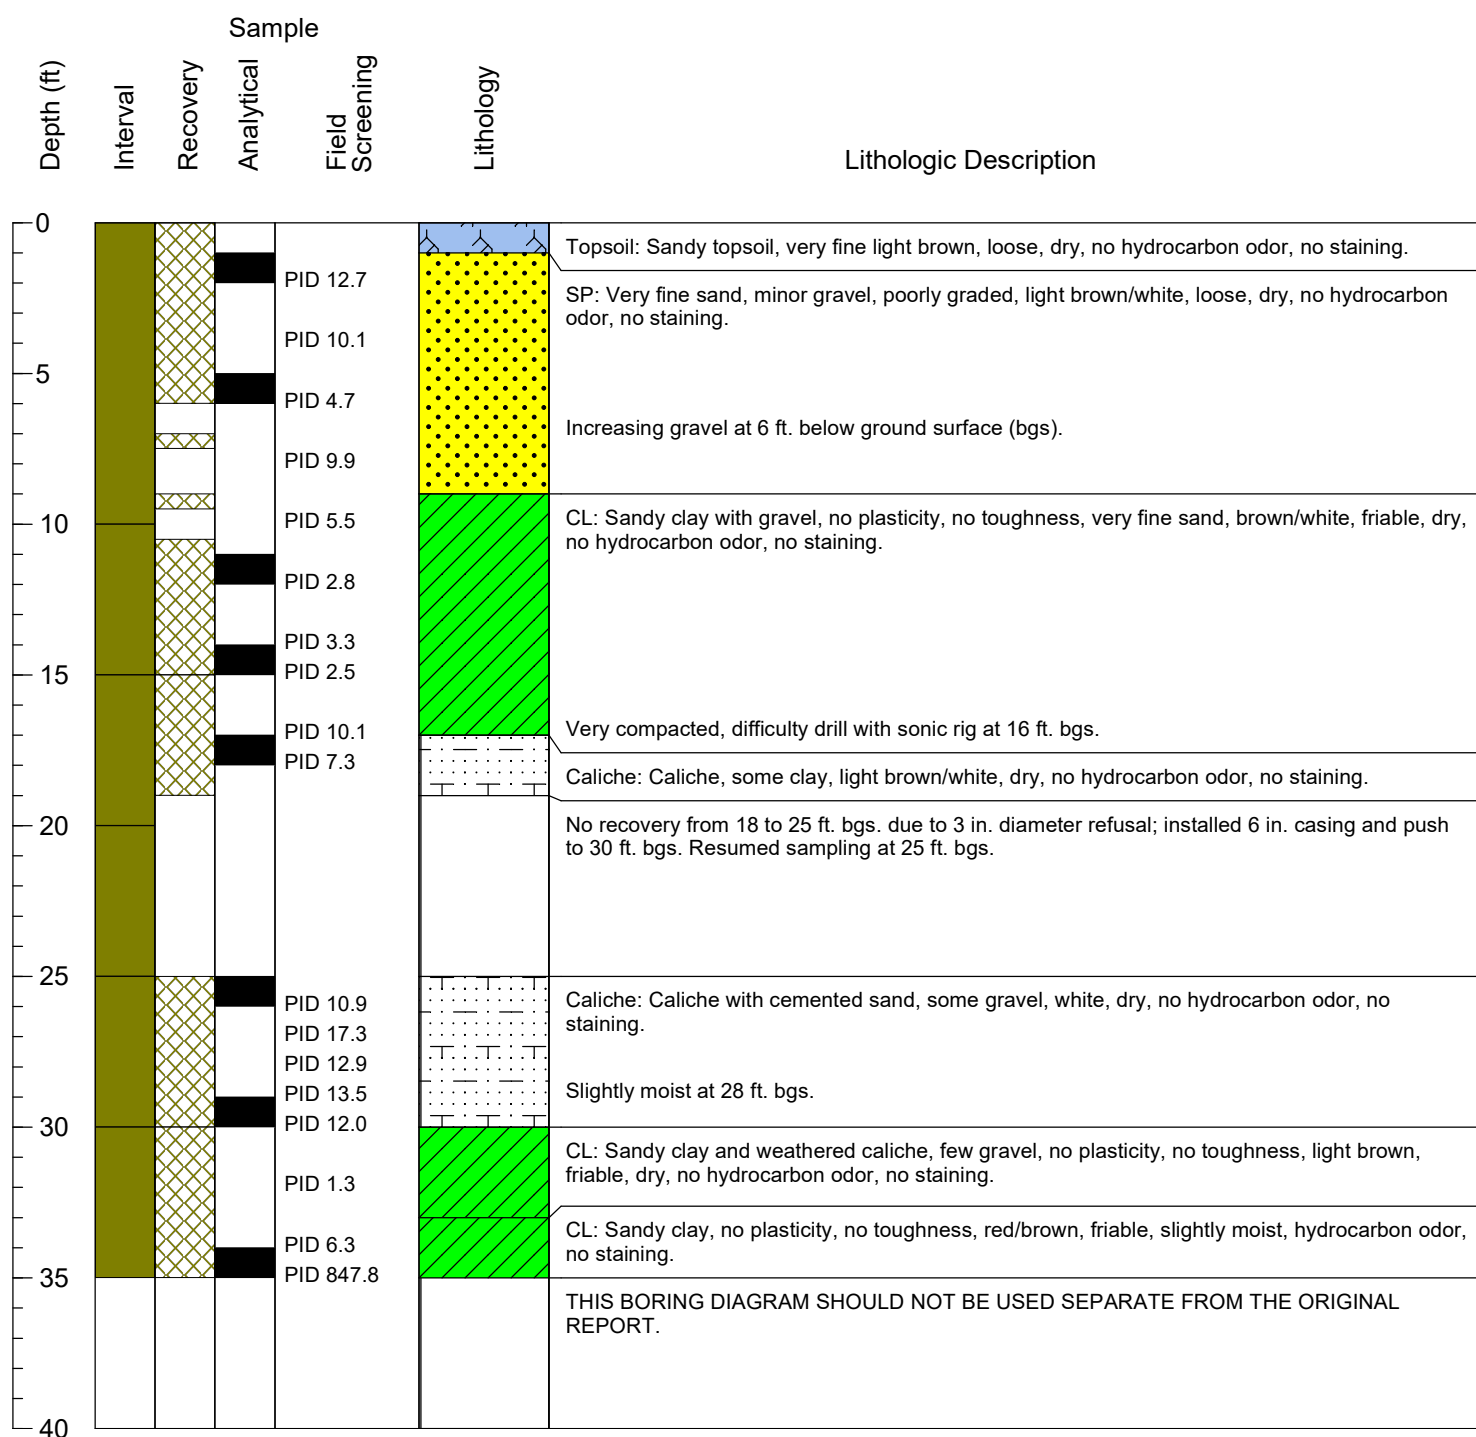 Sample
Depth (ft)
Interval
Recovery
Analytical
Field
Screening
Lithology
Lithologic Description
0
Topsoil: Sandy topsoil, very fine light brown, loose, dry, no hydrocarbon odor, no staining.
PID 12.7
SP: Very fine sand, minor gravel, poorly graded, light brown/white, loose, dry, no hydrocarbon
odor, no staining.
PID 10.1
5
PID 4.7
Increasing gravel at 6 ft. below ground surface (bgs).
PID 9.9
10
PID 5.5
CL: Sandy clay with gravel, no plasticity, no toughness, very fine sand, brown/white, friable, dry,
no hydrocarbon odor, no staining.
PID 2.8
PID 3.3
15
PID 2.5
PID 10.1
Very compacted, difficulty drill with sonic rig at 16 ft. bgs.
PID 7.3
Caliche: Caliche, some clay, light brown/white, dry, no hydrocarbon odor, no staining.
20
No recovery from 18 to 25 ft. bgs. due to 3 in. diameter refusal; installed 6 in. casing and push
to 30 ft. bgs. Resumed sampling at 25 ft. bgs.
25
PID 10.9
Caliche: Caliche with cemented sand, some gravel, white, dry, no hydrocarbon odor, no
staining.
PID 17.3
PID 12.9
PID 13.5
Slightly moist at 28 ft. bgs.
30
PID 12.0
CL: Sandy clay and weathered caliche, few gravel, no plasticity, no toughness, light brown,
friable, dry, no hydrocarbon odor, no staining.
PID 1.3
PID 6.3
CL: Sandy clay, no plasticity, no toughness, red/brown, friable, slightly moist, hydrocarbon odor,
no staining.
35
PID 847.8
THIS BORING DIAGRAM SHOULD NOT BE USED SEPARATE FROM THE ORIGINAL
REPORT.
40